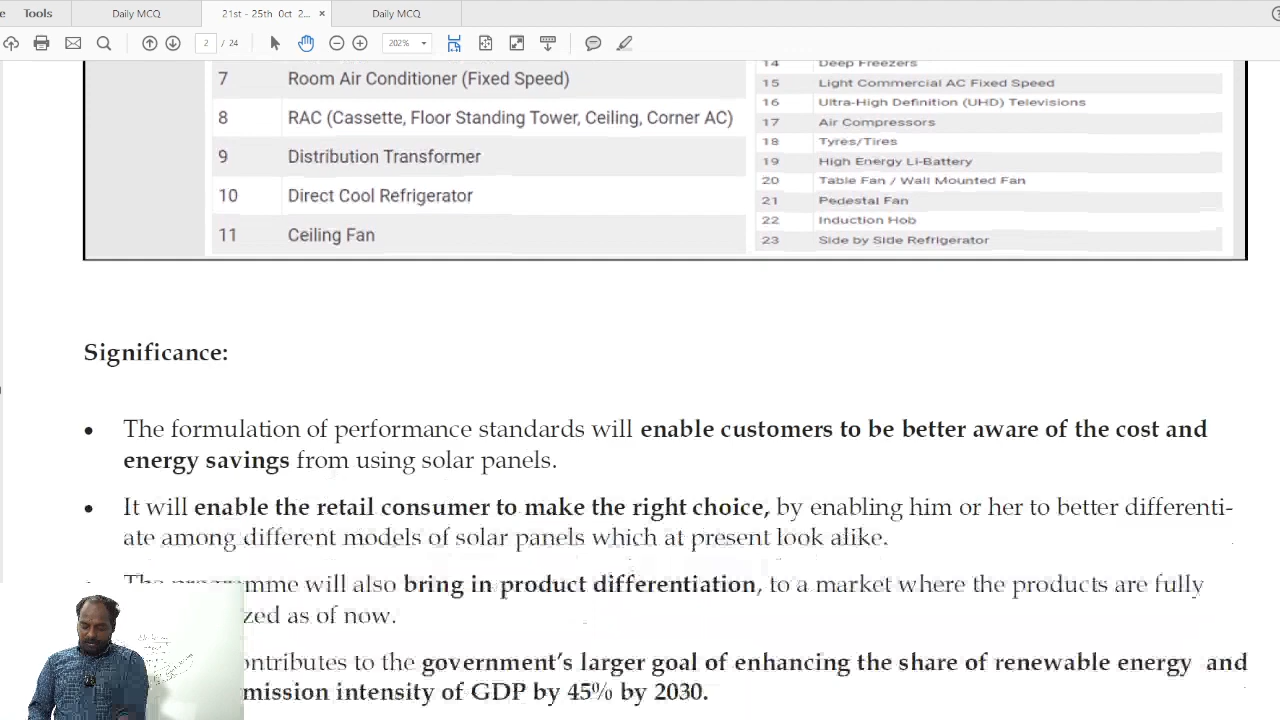 e Tools Daily MCQ 21st - 25th Oct 2... × Daily MCQ
2 / 24 202%
7 Room Air Conditioner (Fixed Speed)
8 RAC (Cassette, Floor Standing Tower, Ceiling, Corner AC)
9 Distribution Transformer
10 Direct Cool Refrigerator
11 Ceiling Fan
14 Deep Freezers
15 Light Commercial AC Fixed Speed
16 Ultra-High Definition (UHD) Televisions
17 Air Compressors
18 Tyres/Tires
19 High Energy Li-Battery
20 Table Fan / Wall Mounted Fan
21 Pedestal Fan
22 Induction Hob
23 Side by Side Refrigerator
Significance:
• The formulation of performance standards will enable customers to be better aware of the cost and
energy savings from using solar panels.
• It will enable the retail consumer to make the right choice, by enabling him or her to better differenti-
ate among different models of solar panels which at present look alike.
• The programme will also bring in product differentiation, to a market where the products are fully
zed as of now.
ontributes to the government's larger goal of enhancing the share of renewable energy and
mission intensity of GDP by 45% by 2030.